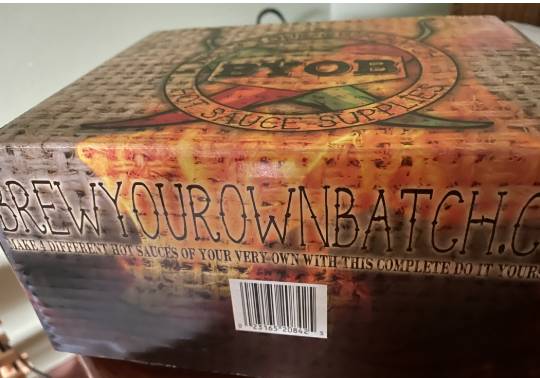 BYOB
HOT SAUCE SUPPLIES
BREWYOUROWNBATCH.C
MAKE 4 DIFFERENT HOT SAUCES OF YOUR VERY OWN WITH THIS COMPLETE DO IT YOURS